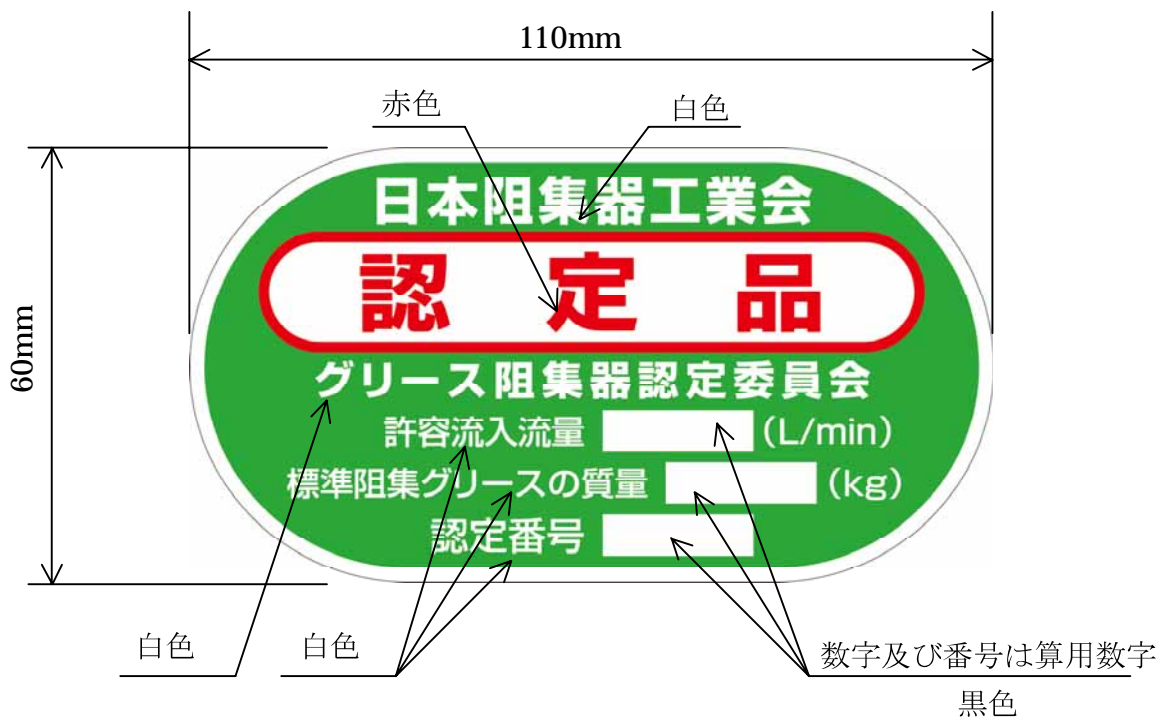 110mm
赤色
白色
60mm
日本阻集器工業会
認定品
グリース阻集器認定委員会
許容流入流量 (L/min)
標準阻集グリースの質量 (kg)
認定番号
白色
白色
数字及び番号は算用数字
黒色